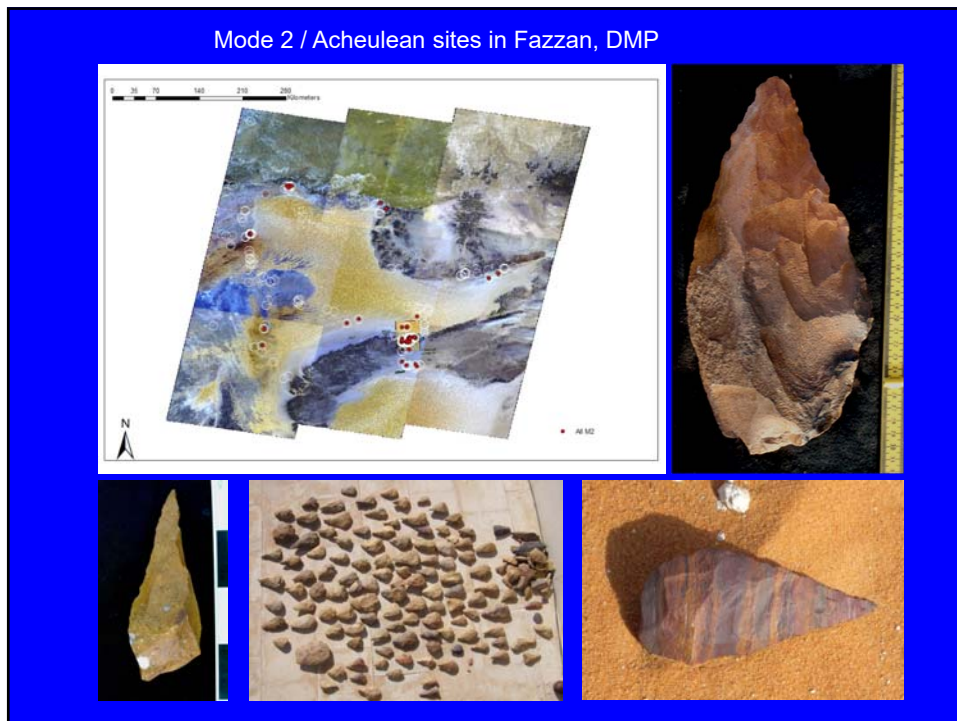 Mode 2 / Acheulean sites in Fazzan, DMP
0 35 70 140 210 280
Kilometers
N
All M2